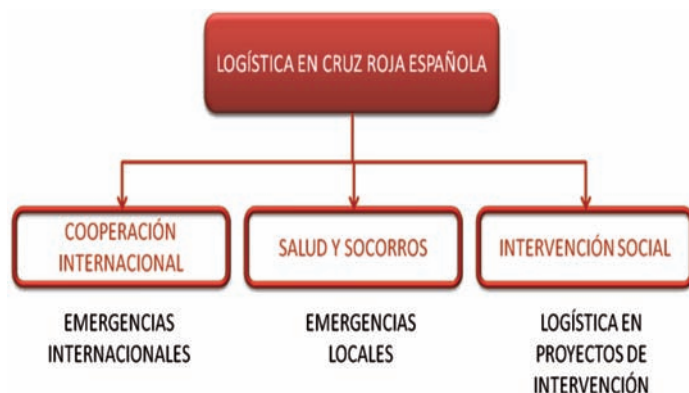 LOGÍSTICA EN CRUZ ROJA ESPAÑOLA
COOPERACIÓN
INTERNACIONAL
SALUD Y SOCORROS
INTERVENCIÓN SOCIAL
EMERGENCIAS
INTERNACIONALES
EMERGENCIAS
LOCALES
LOGÍSTICA EN
PROYECTOS DE
INTERVENCIÓN